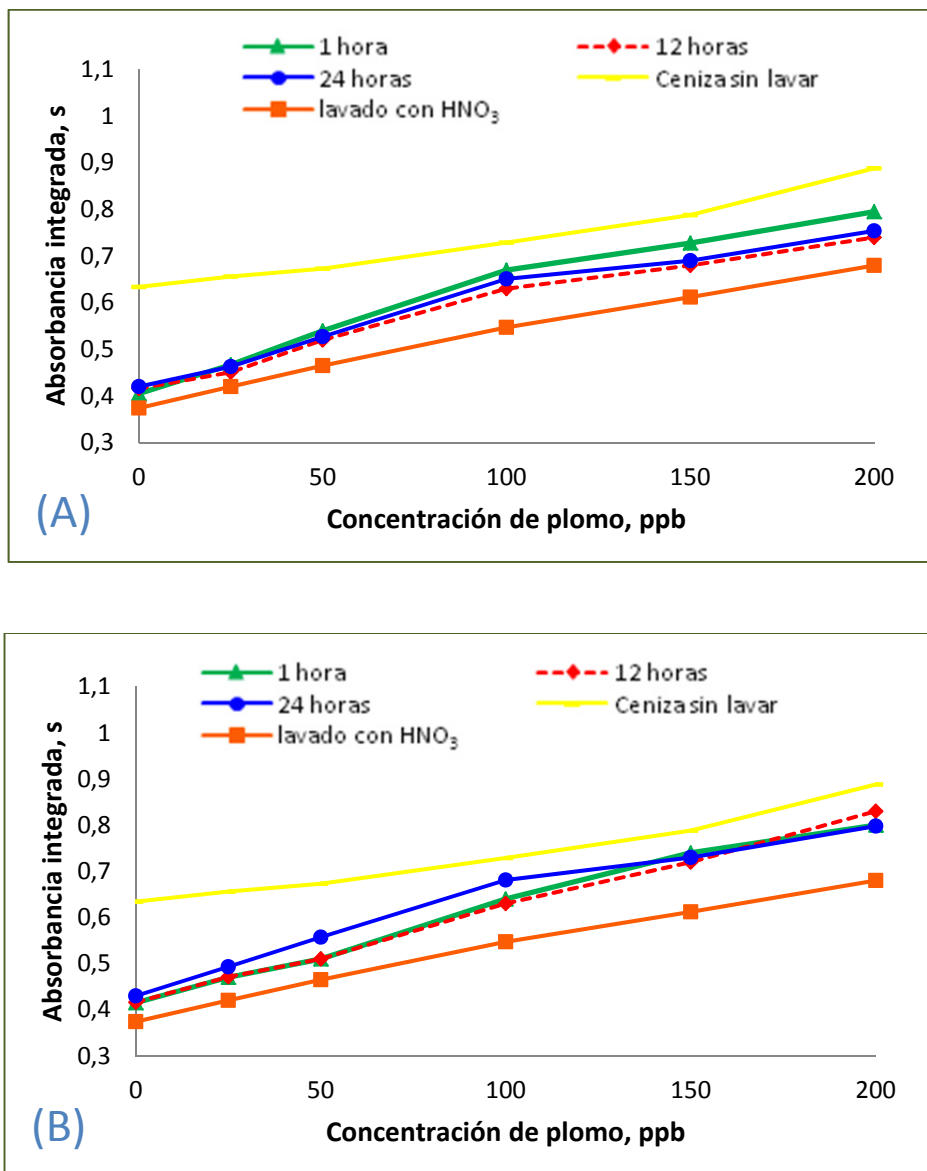 1 hora
12 horas
24 horas
Ceniza sin lavar
lavado con HNO₃
1,1
1
0,9
0,8
0,7
0,6
0,5
0,4
0,3
Absorbancia integrada, s
0 50 100 150 200
Concentración de plomo, ppb
(A)
1 hora
12 horas
24 horas
Ceniza sin lavar
lavado con HNO₃
1,1
1
0,9
0,8
0,7
0,6
0,5
0,4
0,3
Absorbancia integrada, s
0 50 100 150 200
Concentración de plomo, ppb
(B)